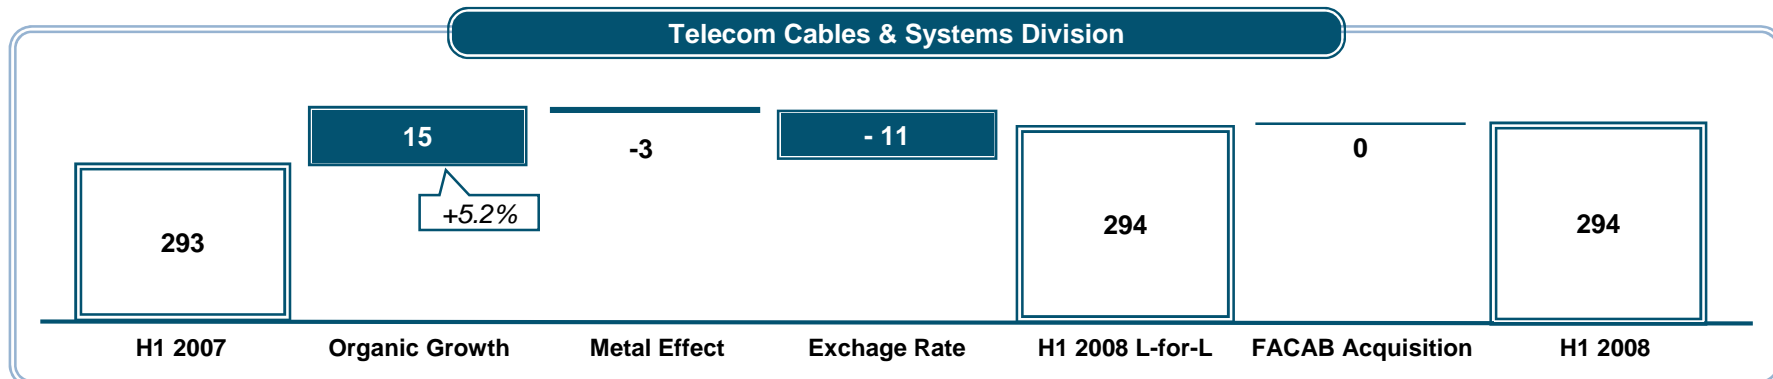 Telecom Cables & Systems Division
15
-3
- 11
0
+5.2%
293
294
294
H1 2007
Organic Growth
Metal Effect
Exchage Rate
H1 2008 L-for-L
FACAB Acquisition
H1 2008